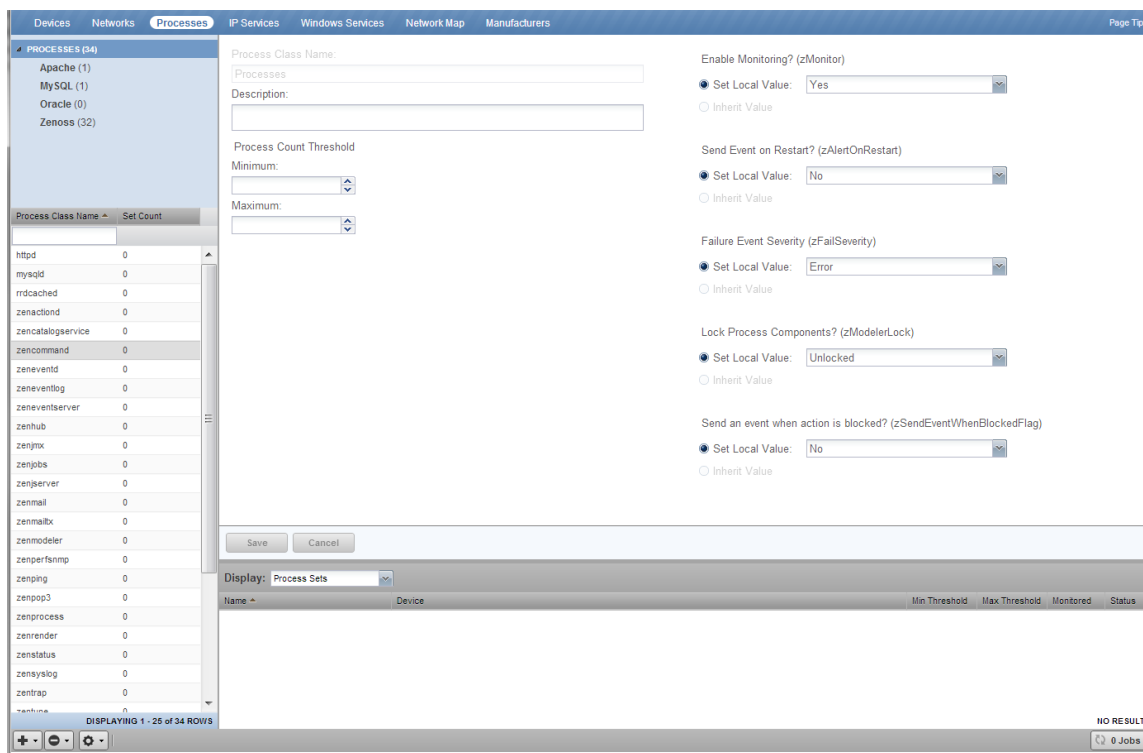 Devices Networks Processes IP Services Windows Services Network Map Manufacturers Page Tip
PROCESSES (34)
Apache (1)
MySQL (1)
Oracle (0)
Zenoss (32)
Process Class Name Set Count
httpd 0
mysqld 0
rrdcached 0
zenactiond 0
zencatalogservice 0
zencommand 0
zeneventd 0
zeneventlog 0
zeneventserver 0
zenhub 0
zenjmx 0
zenjobs 0
zenjserver 0
zenmail 0
zenmailtx 0
zenmodeler 0
zenperfsnmp 0
zenping 0
zenpop3 0
zenprocess 0
zenrender 0
zenstatus 0
zensyslog 0
zentrap 0
zentune 0
DISPLAYING 1 - 25 of 34 ROWS
Process Class Name:
Processes
Description:
Process Count Threshold
Minimum:
Maximum:
Enable Monitoring? (zMonitor)
Set Local Value: Yes
Inherit Value
Send Event on Restart? (zAlertOnRestart)
Set Local Value: No
Inherit Value
Failure Event Severity (zFailSeverity)
Set Local Value: Error
Inherit Value
Lock Process Components? (zModelerLock)
Set Local Value: Unlocked
Inherit Value
Send an event when action is blocked? (zSendEventWhenBlockedFlag)
Set Local Value: No
Inherit Value
Save Cancel
Display: Process Sets
Name Device Min Threshold Max Threshold Monitored Status
NO RESULT
0 Jobs